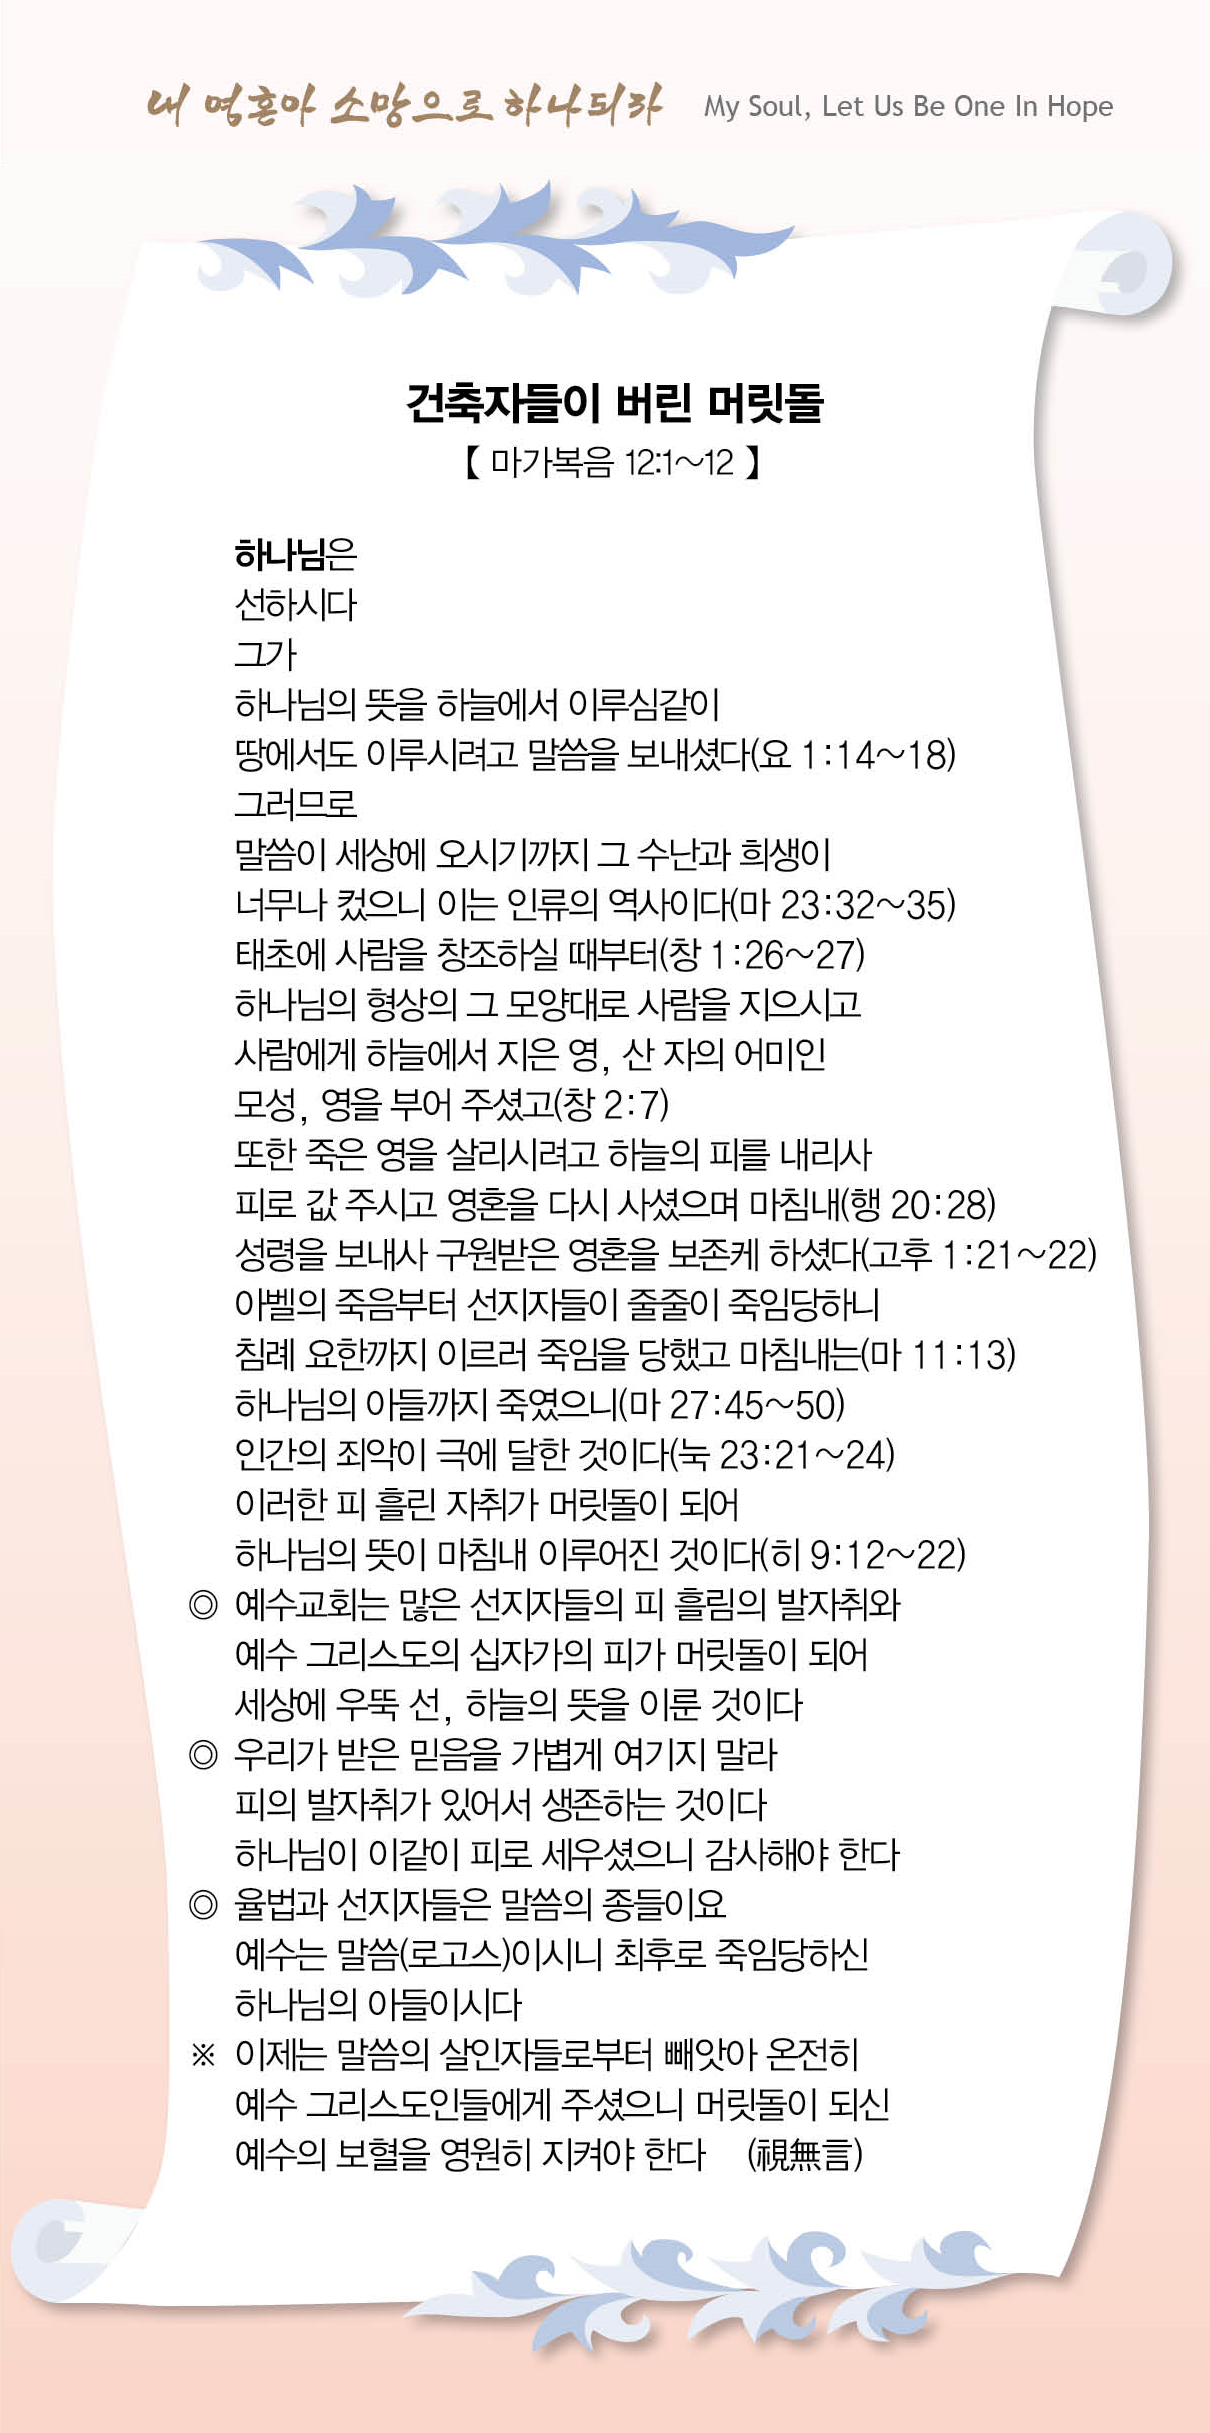 내 영혼아 소망으로 하나되라 My Soul, Let Us Be One In Hope
건축자들이 버린 머릿돌
【 마가복음 12:1~12 】
하나님은
선하시다
그가
하나님의 뜻을 하늘에서 이루심같이
땅에서도 이루시려고 말씀을 보내셨다(요 1:14~18)
그러므로
말씀이 세상에 오시기까지 그 수난과 희생이
너무나 컸으니 이는 인류의 역사이다(마 23:32~35)
태초에 사람을 창조하실 때부터(창 1:26~27)
하나님의 형상의 그 모양대로 사람을 지으시고
사람에게 하늘에서 지은 영, 산 자의 어미인
모성, 영을 부어 주셨고(창 2:7)
또한 죽은 영을 살리시려고 하늘의 피를 내리사
피로 값 주시고 영혼을 다시 사셨으며 마침내(행 20:28)
성령을 보내사 구원받은 영혼을 보존케 하셨다(고후 1:21~22)
아벨의 죽음부터 선지자들이 줄줄이 죽임당하니
침례 요한까지 이르러 죽임을 당했고 마침내는(마 11:13)
하나님의 아들까지 죽였으니(마 27:45~50)
인간의 죄악이 극에 달한 것이다(눅 23:21~24)
이러한 피 흘린 자취가 머릿돌이 되어
하나님의 뜻이 마침내 이루어진 것이다(히 9:12~22)
◎ 예수교회는 많은 선지자들의 피 흘림의 발자취와
예수 그리스도의 십자가의 피가 머릿돌이 되어
세상에 우뚝 선, 하늘의 뜻을 이룬 것이다
◎ 우리가 받은 믿음을 가볍게 여기지 말라
피의 발자취가 있어서 생존하는 것이다
하나님이 이같이 피로 세우셨으니 감사해야 한다
◎ 율법과 선지자들은 말씀의 종들이요
예수는 말씀(로고스)이시니 최후로 죽임당하신
하나님의 아들이시다
※ 이제는 말씀의 살인자들로부터 빼앗아 온전히
예수 그리스도인들에게 주셨으니 머릿돌이 되신
예수의 보혈을 영원히 지켜야 한다 (視無言)